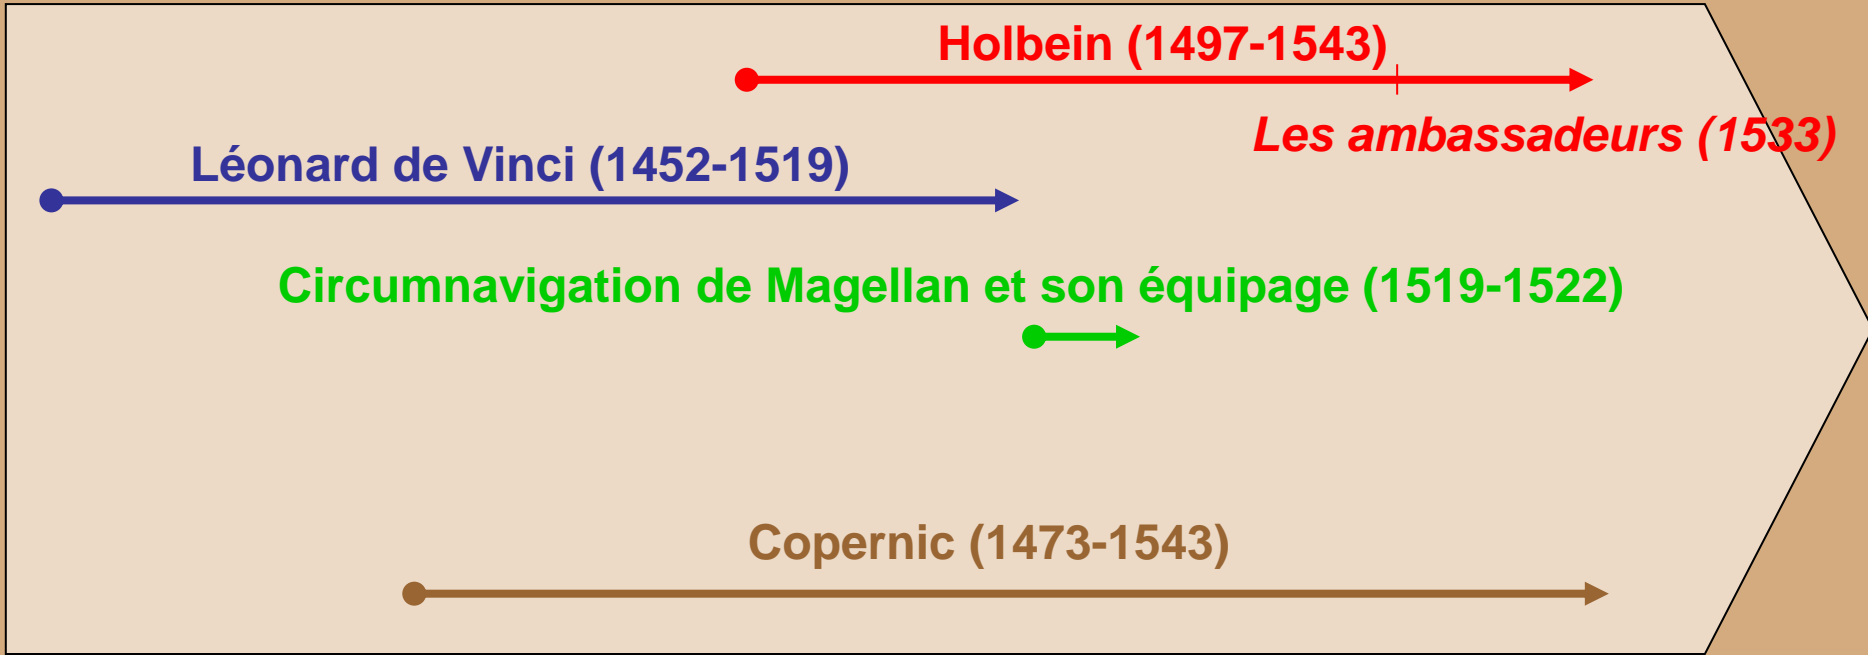 Holbein (1497-1543)
Les ambassadeurs (1533)
Léonard de Vinci (1452-1519)
Circumnavigation de Magellan et son équipage (1519-1522)
Copernic (1473-1543)